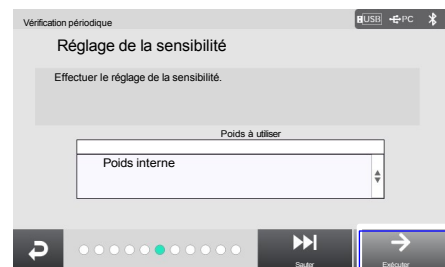 Vérification périodique
USB PC
Réglage de la sensibilité
Effectuer le réglage de la sensibilité.
Poids à utiliser
Poids interne
Sauter
Exécuter